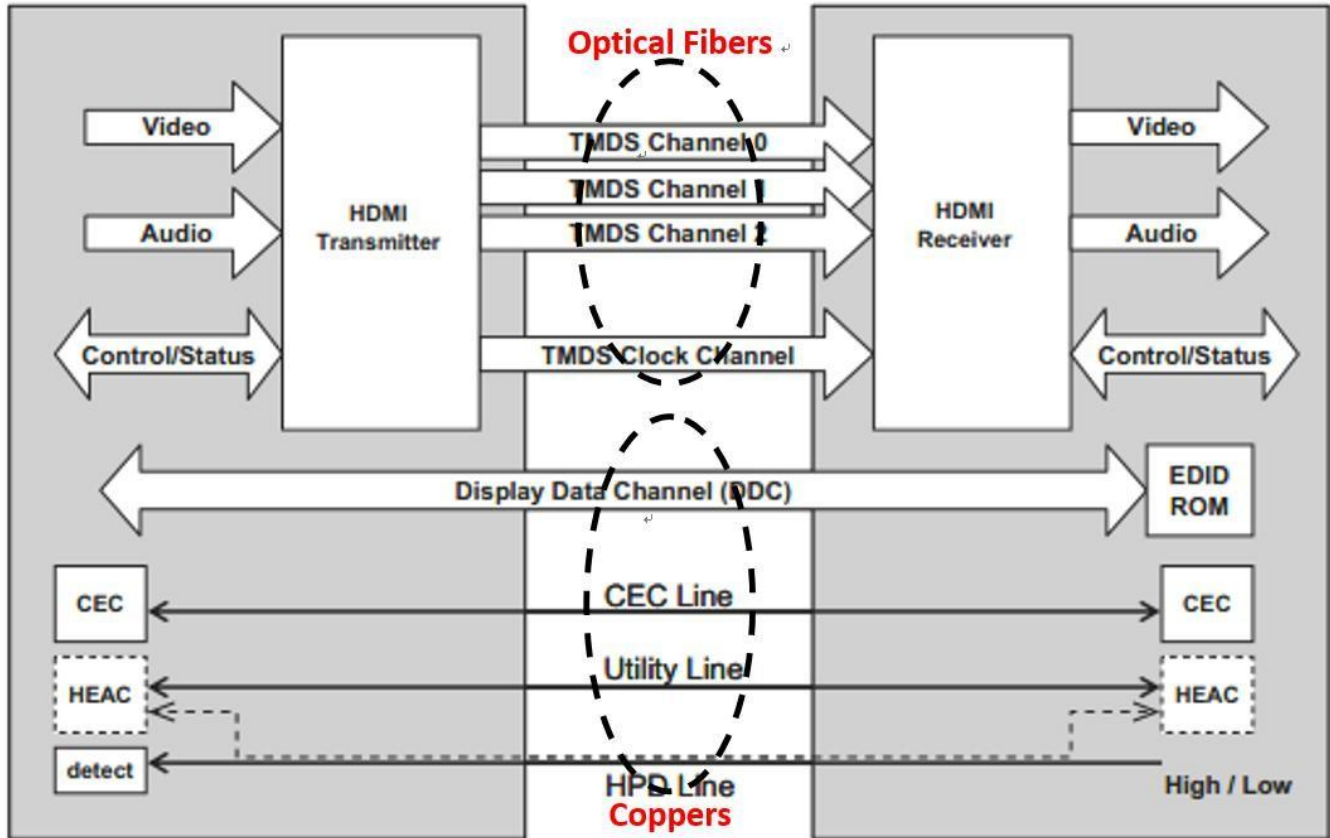 Optical Fibers
Video
Audio
Control/Status
HDMI
Transmitter
TMDS Channel 0
TMDS Channel 1
TMDS Channel 2
TMDS Clock Channel
HDMI
Receiver
Video
Audio
Control/Status
Display Data Channel (DDC)
EDID
ROM
CEC
CEC Line
CEC
HEAC
Utility Line
HEAC
detect
HPD Line
High / Low
Coppers